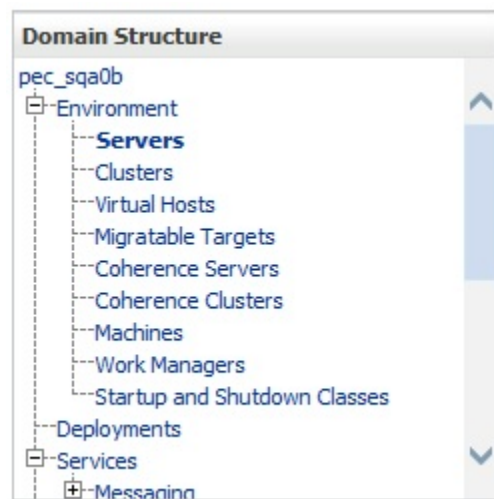 Domain Structure
pec_sqa0b
Environment
Servers
Clusters
Virtual Hosts
Migratable Targets
Coherence Servers
Coherence Clusters
Machines
Work Managers
Startup and Shutdown Classes
Deployments
Services
Messaging